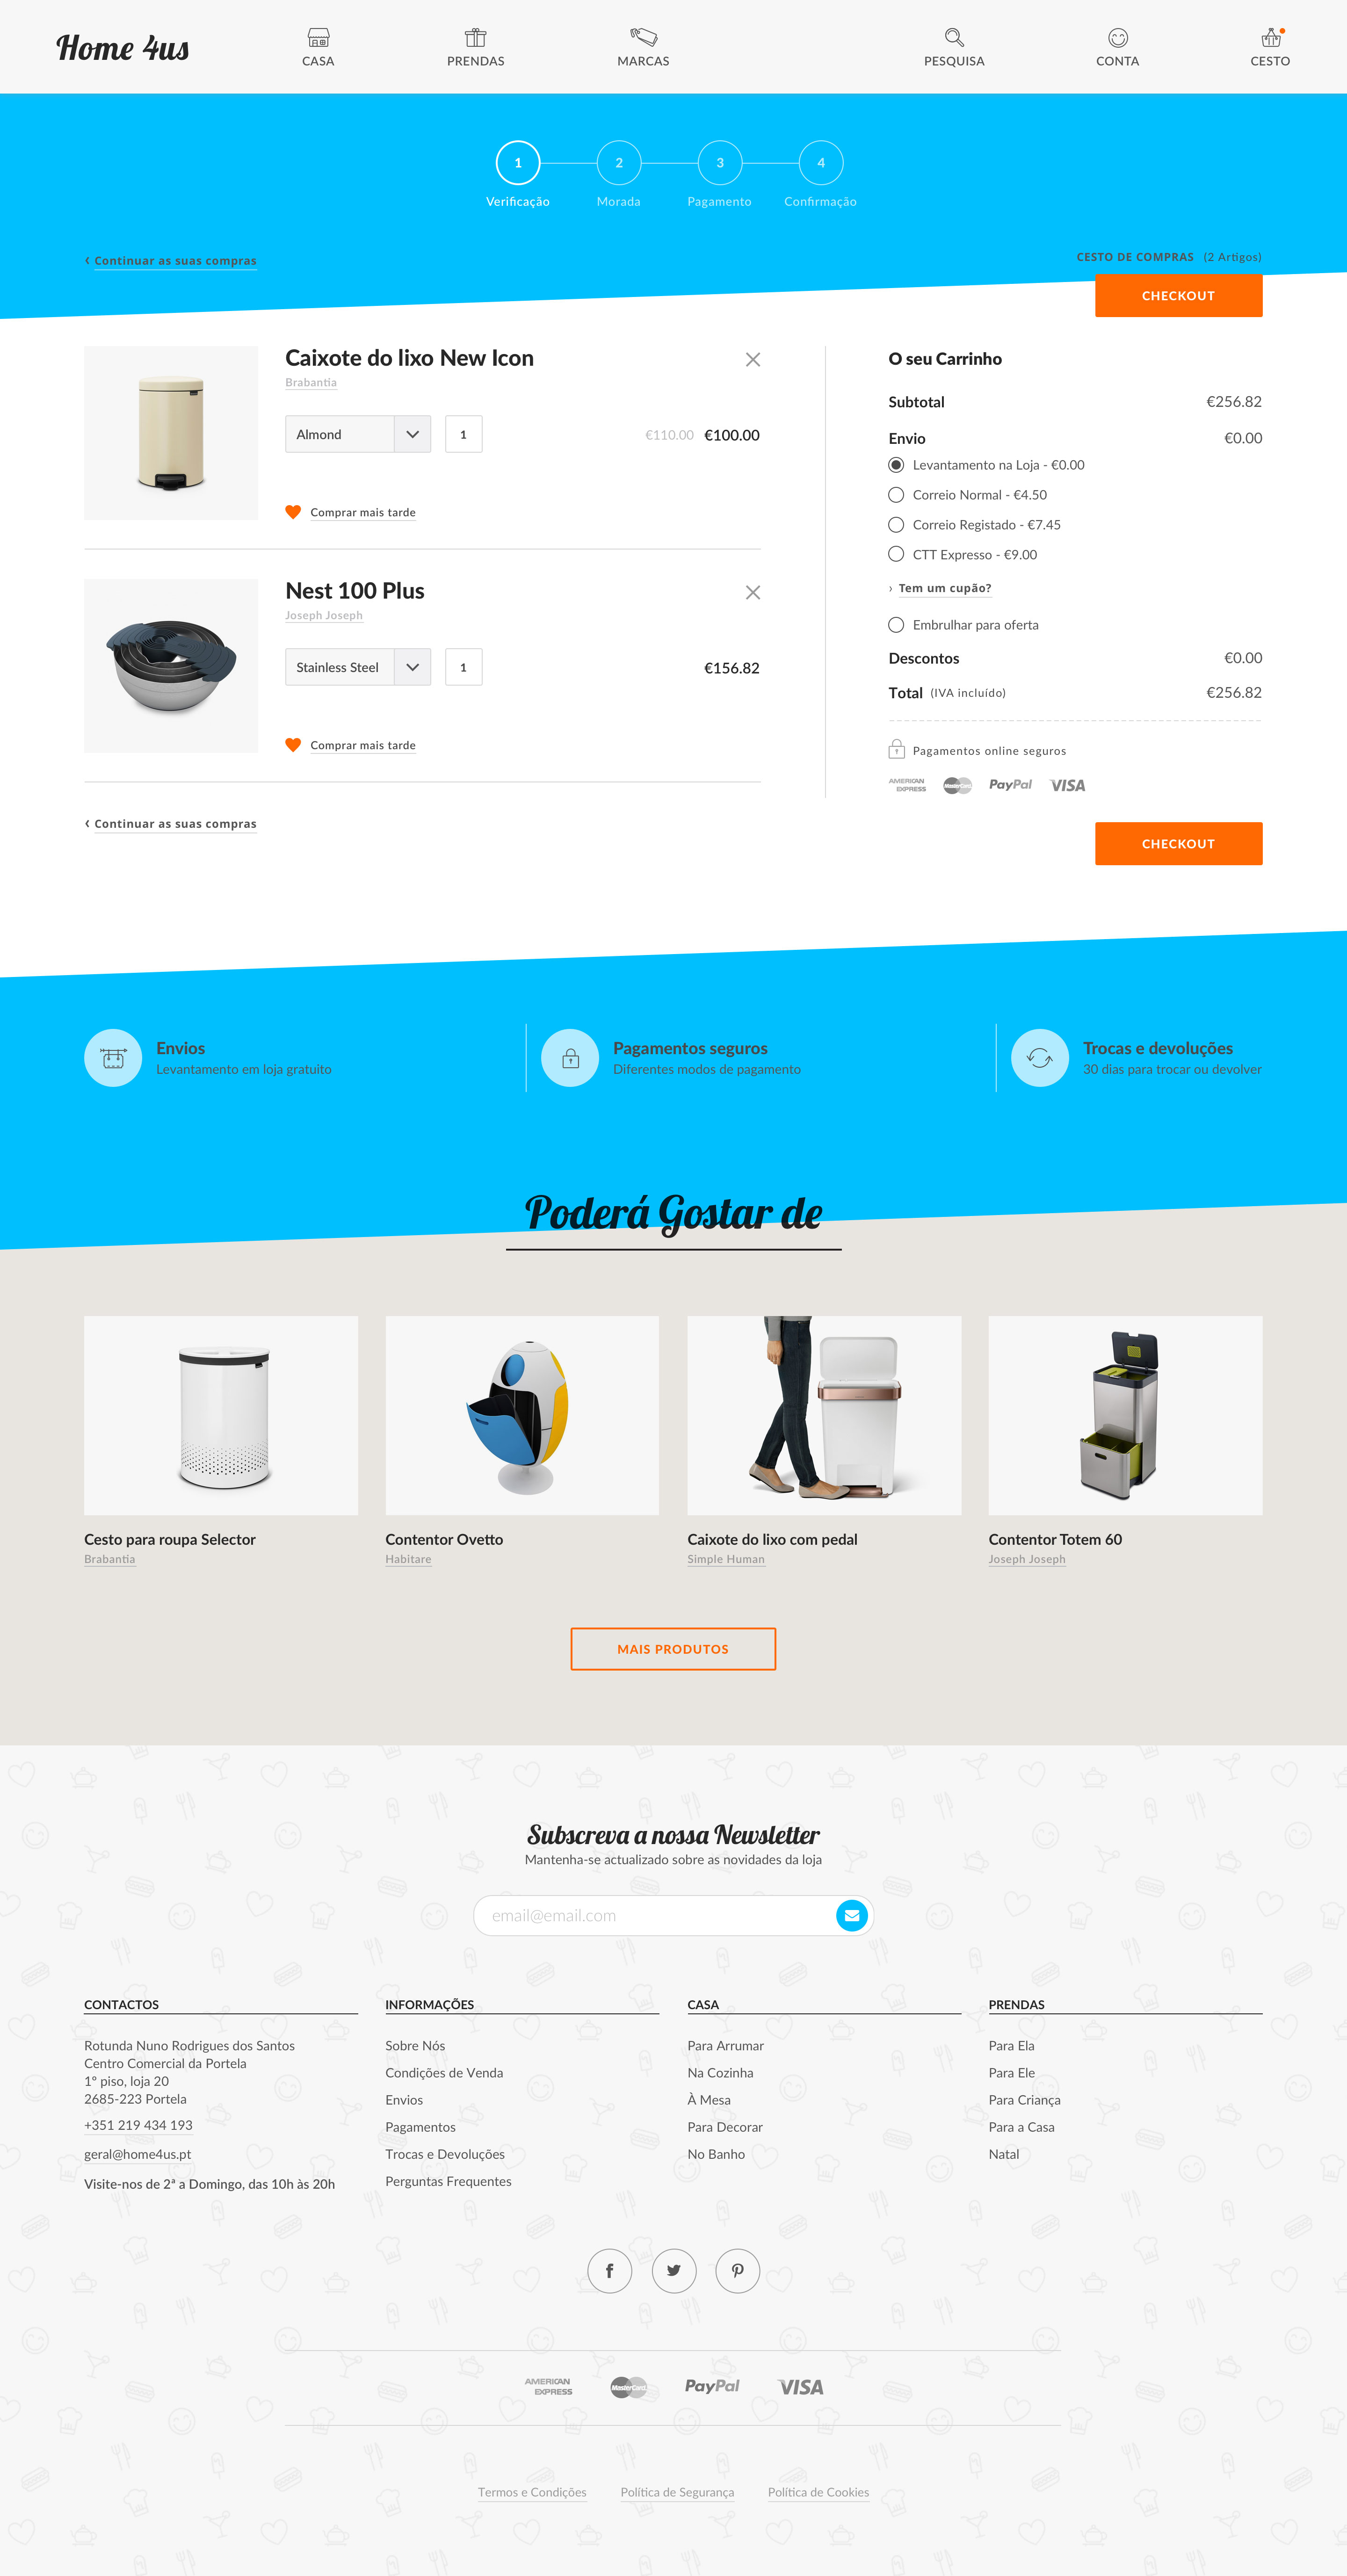 Home 4us
CASA
PRENDAS
MARCAS
PESQUISA
CONTA
CESTO
1
2
3
4
Verificação
Morada
Pagamento
Confirmação
‹ Continuar as suas compras
CESTO DE COMPRAS (2 Artigos)
CHECKOUT
Caixote do lixo New Icon
Brabantia
Almond
1
€110.00 €100.00
Comprar mais tarde
Nest 100 Plus
Joseph Joseph
Stainless Steel
1
€156.82
Comprar mais tarde
‹ Continuar as suas compras
O seu Carrinho
Subtotal €256.82
Envio €0.00
Levantamento na Loja - €0.00
Correio Normal - €4.50
Correio Registado - €7.45
CTT Expresso - €9.00
› Tem um cupão?
Embrulhar para oferta
Descontos €0.00
Total (IVA incluído) €256.82
Pagamentos online seguros
AMERICAN EXPRESS
MasterCard
PayPal
VISA
CHECKOUT
Envios
Levantamento em loja gratuito
Pagamentos seguros
Diferentes modos de pagamento
Trocas e devoluções
30 dias para trocar ou devolver
Poderá Gostar de
Cesto para roupa Selector
Brabantia
Contentor Ovetto
Habitare
Caixote do lixo com pedal
Simple Human
Contentor Totem 60
Joseph Joseph
MAIS PRODUTOS
Subscreva a nossa Newsletter
Mantenha-se actualizado sobre as novidades da loja
email@email.com
CONTACTOS
Rotunda Nuno Rodrigues dos Santos
Centro Comercial da Portela
1º piso, loja 20
2685-223 Portela
+351 219 434 193
geral@home4us.pt
Visite-nos de 2ª a Domingo, das 10h às 20h
INFORMAÇÕES
Sobre Nós
Condições de Venda
Envios
Pagamentos
Trocas e Devoluções
Perguntas Frequentes
CASA
Para Arrumar
Na Cozinha
À Mesa
Para Decorar
No Banho
PRENDAS
Para Ela
Para Ele
Para Criança
Para a Casa
Natal
AMERICAN EXPRESS
MasterCard
PayPal
VISA
Termos e Condições
Política de Segurança
Política de Cookies